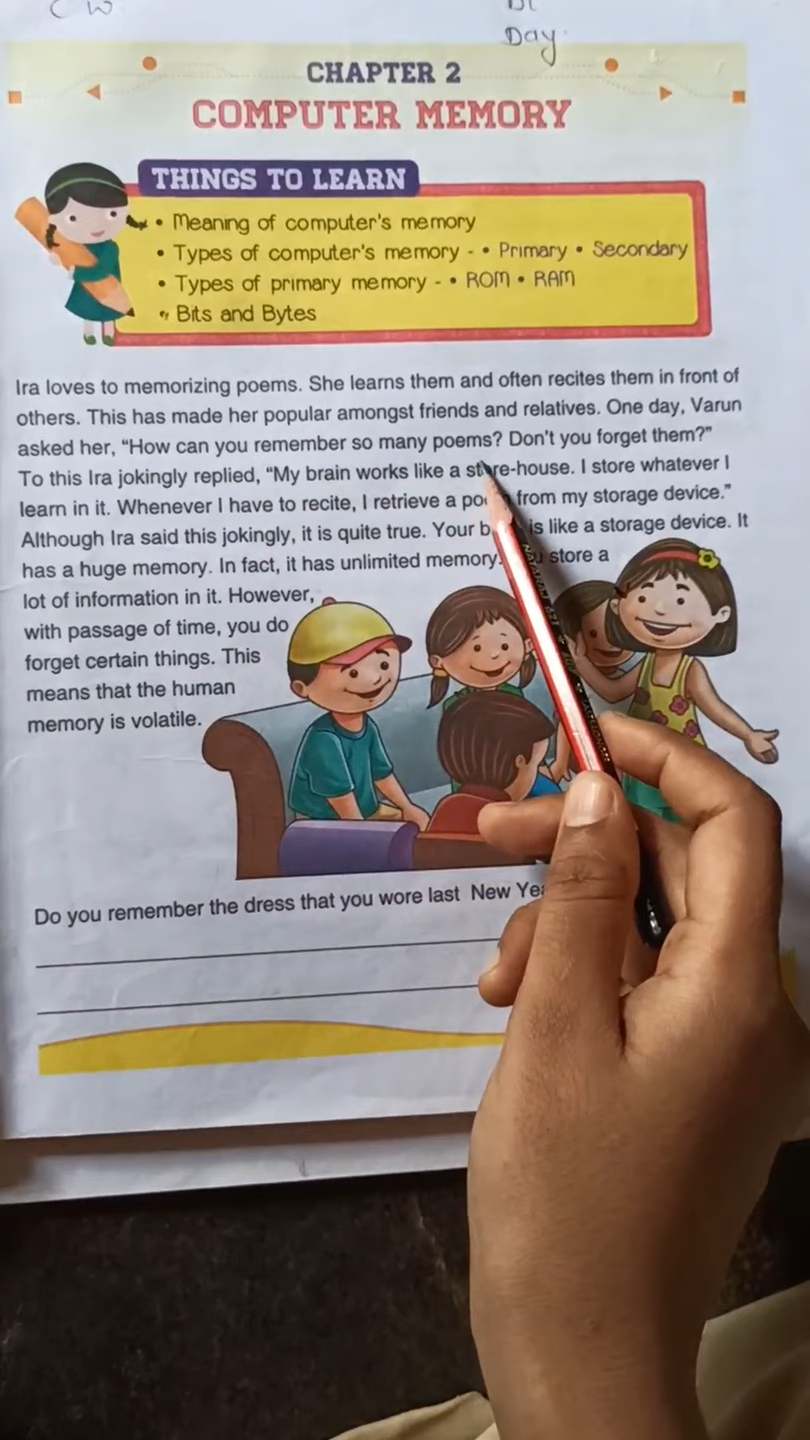 C W
Day
CHAPTER 2
COMPUTER MEMORY
THINGS TO LEARN
• Meaning of computer's memory
• Types of computer's memory - • Primary • Secondary
• Types of primary memory - • ROM • RAM
• Bits and Bytes
Ira loves to memorizing poems. She learns them and often recites them in front of
others. This has made her popular amongst friends and relatives. One day, Varun
asked her, “How can you remember so many poems? Don't you forget them?”
To this Ira jokingly replied, “My brain works like a store-house. I store whatever I
learn in it. Whenever I have to recite, I retrieve a from my storage device.”
Although Ira said this jokingly, it is quite true. Your is like a storage device. It
has a huge memory. In fact, it has unlimited memory. store a
lot of information in it. However,
with passage of time, you do
forget certain things. This
means that the human
memory is volatile.
Do you remember the dress that you wore last New